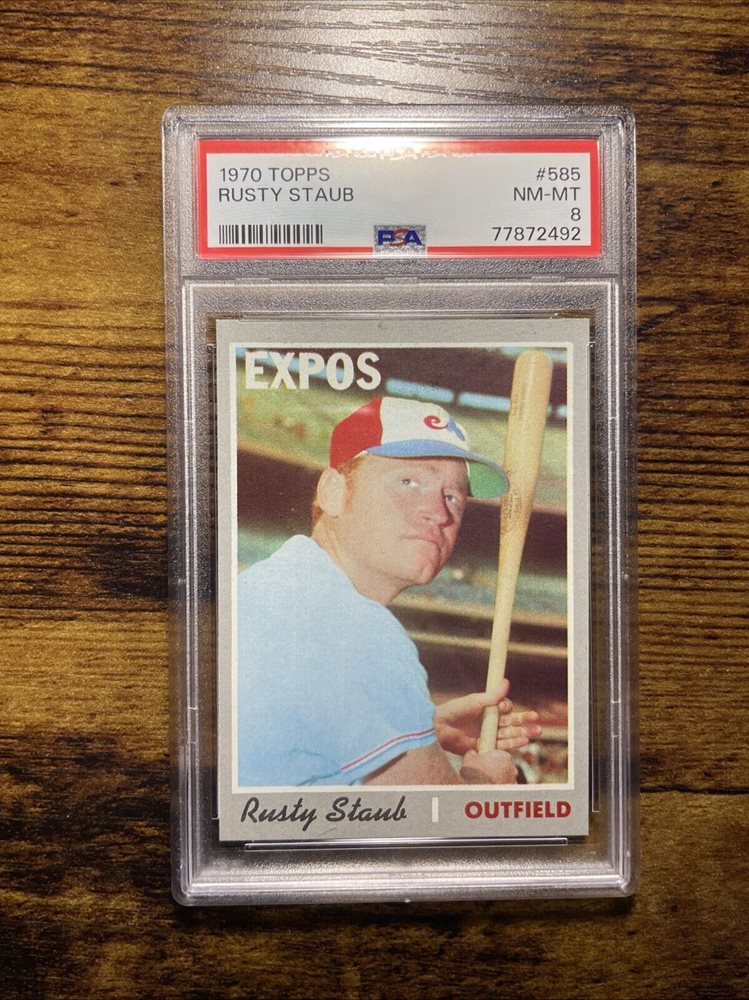 1970 TOPPS #585
RUSTY STAUB NM-MT
8
PSA 77872492
EXPOS
Rusty Staub OUTFIELD